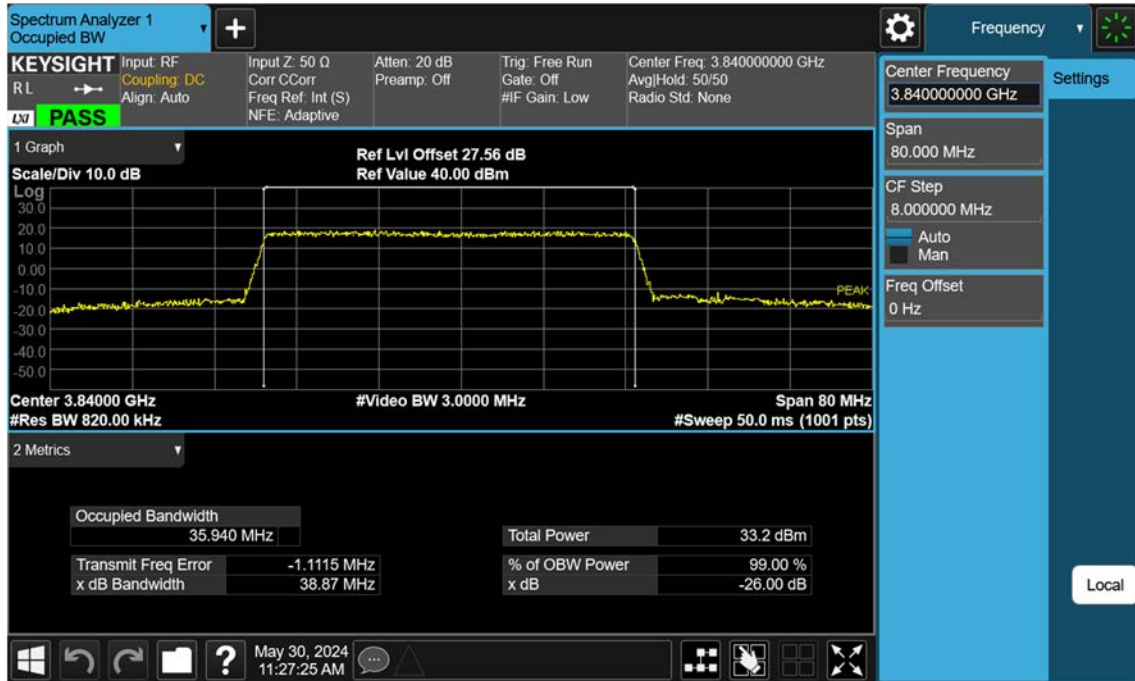 Spectrum Analyzer 1
Occupied BW
Frequency
KEYSIGHT
RL
LXI
PASS
Input: RF
Coupling: DC
Align: Auto
Input Z: 50 Ω
Corr CCorr
Freq Ref: Int (S)
NFE: Adaptive
Atten: 20 dB
Preamp: Off
Trig: Free Run
Gate: Off
#IF Gain: Low
Center Freq: 3.840000000 GHz
Avg|Hold: 50/50
Radio Std: None
1 Graph
Scale/Div 10.0 dB
Ref Lvl Offset 27.56 dB
Ref Value 40.00 dBm
Log
30.0
20.0
10.0
0.00
-10.0
-20.0
-30.0
-40.0
-50.0
PEAK
Center 3.84000 GHz
#Res BW 820.00 kHz
#Video BW 3.0000 MHz
Span 80 MHz
#Sweep 50.0 ms (1001 pts)
2 Metrics
Occupied Bandwidth
35.940 MHz
Total Power 33.2 dBm
Transmit Freq Error -1.1115 MHz
% of OBW Power 99.00 %
x dB Bandwidth 38.87 MHz
x dB -26.00 dB
?
May 30, 2024
11:27:25 AM
Center Frequency
3.840000000 GHz
Settings
Span
80.000 MHz
CF Step
8.000000 MHz
Auto
Man
Freq Offset
0 Hz
Local